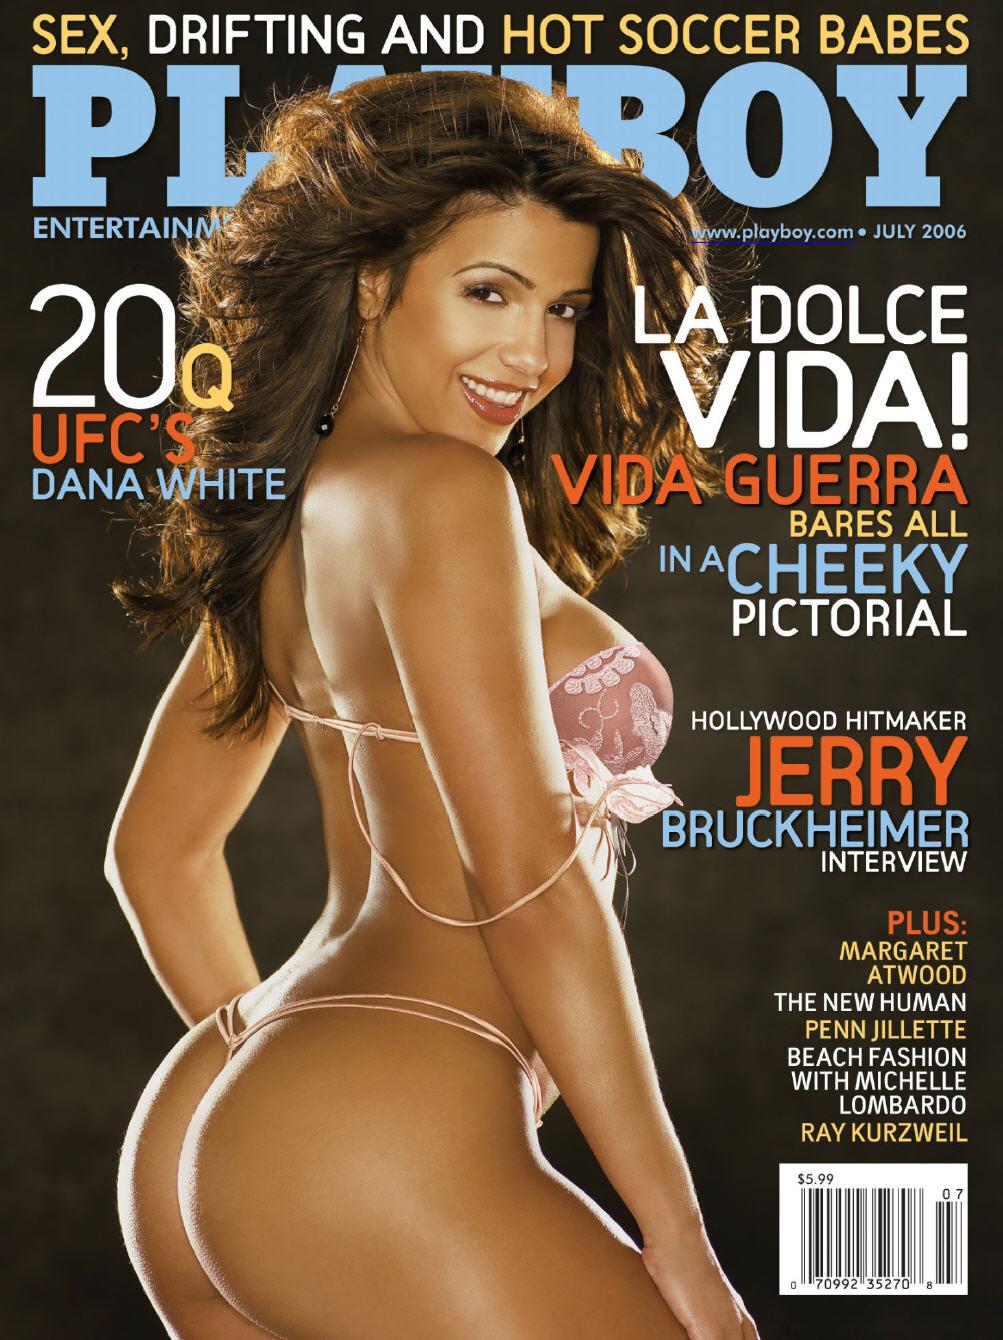 SEX, DRIFTING AND HOT SOCCER BABES
PLAYBOY
ENTERTAINM
www.playboy.com • JULY 2006
20Q
UFC'S
DANA WHITE
LA DOLCE
VIDA!
VIDA GUERRA
BARES ALL
IN A CHEEKY
PICTORIAL
HOLLYWOOD HITMAKER
JERRY
BRUCKHEIMER
INTERVIEW
PLUS:
MARGARET
ATWOOD
THE NEW HUMAN
PENN JILLETTE
BEACH FASHION
WITH MICHELLE
LOMBARDO
RAY KURZWEIL
$5.99
07
0 70992 35270 8